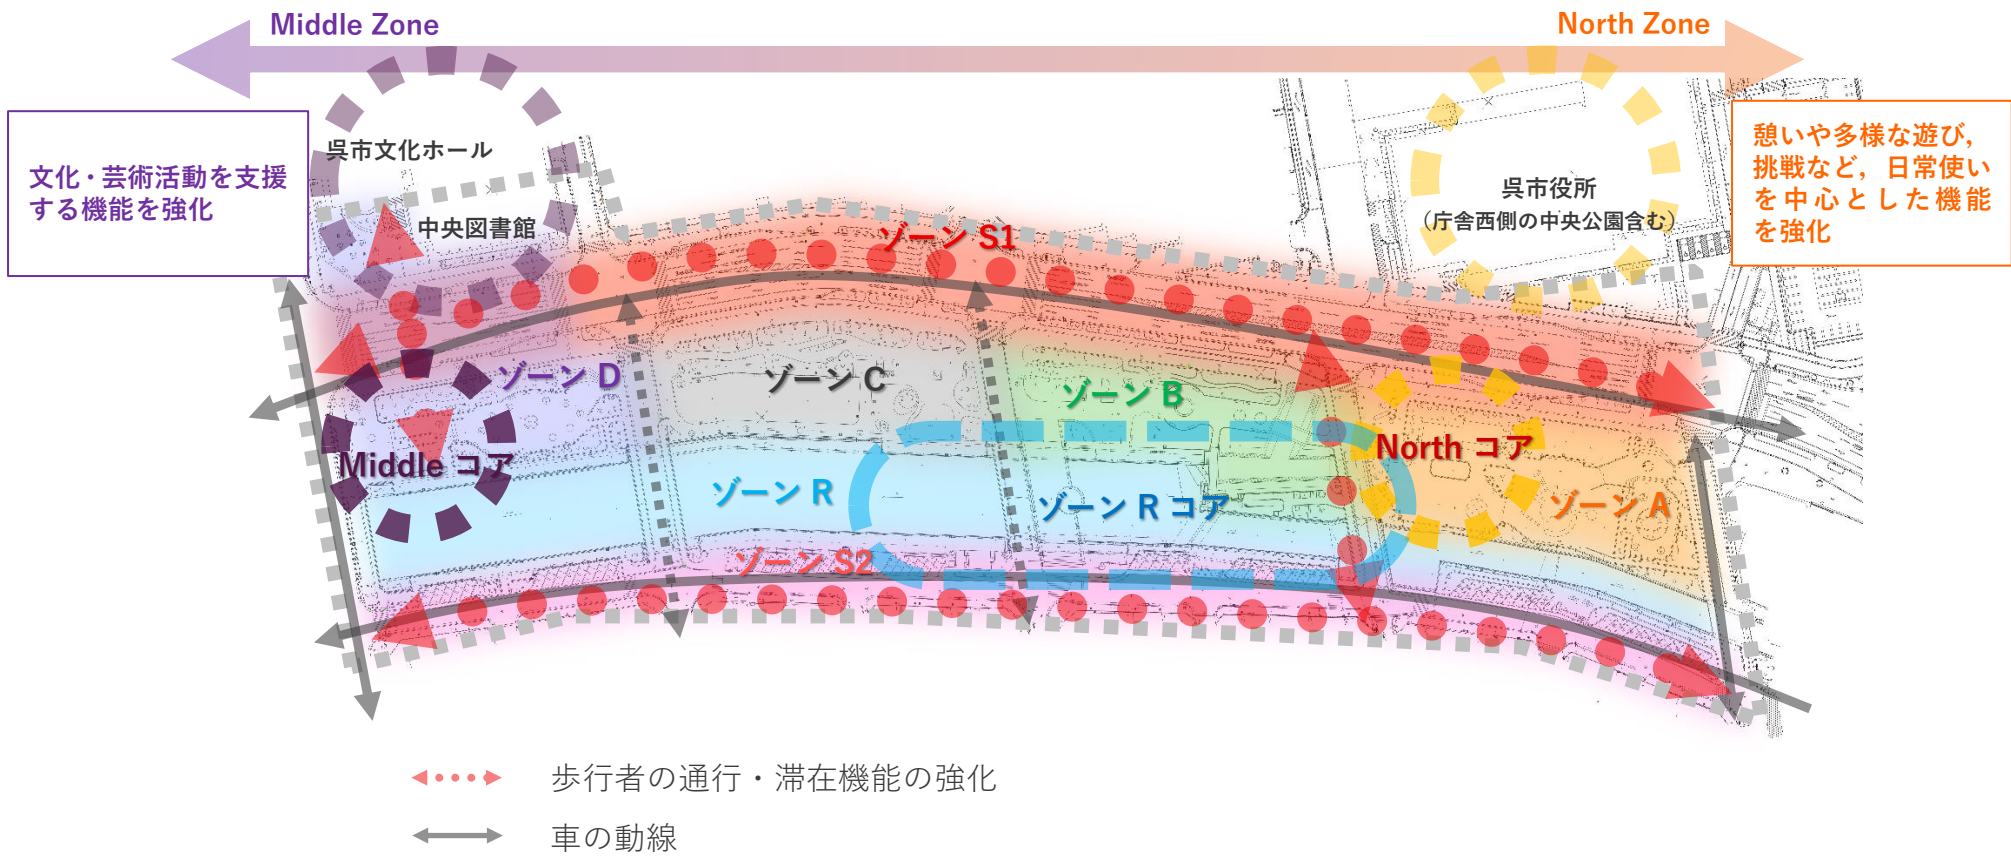 Middle Zone
North Zone
文化・芸術活動を支援
する機能を強化
呉市文化ホール
中央図書館
呉市役所
（庁舎西側の中央公園含む）
憩いや多様な遊び，
挑戦など，日常使い
を中心とした機能
を強化
ゾーン S1
ゾーン D
ゾーン C
ゾーン B
North コア
Middle コア
ゾーン R
ゾーン R コア
ゾーン A
ゾーン S2
歩行者の通行・滞在機能の強化
車の動線